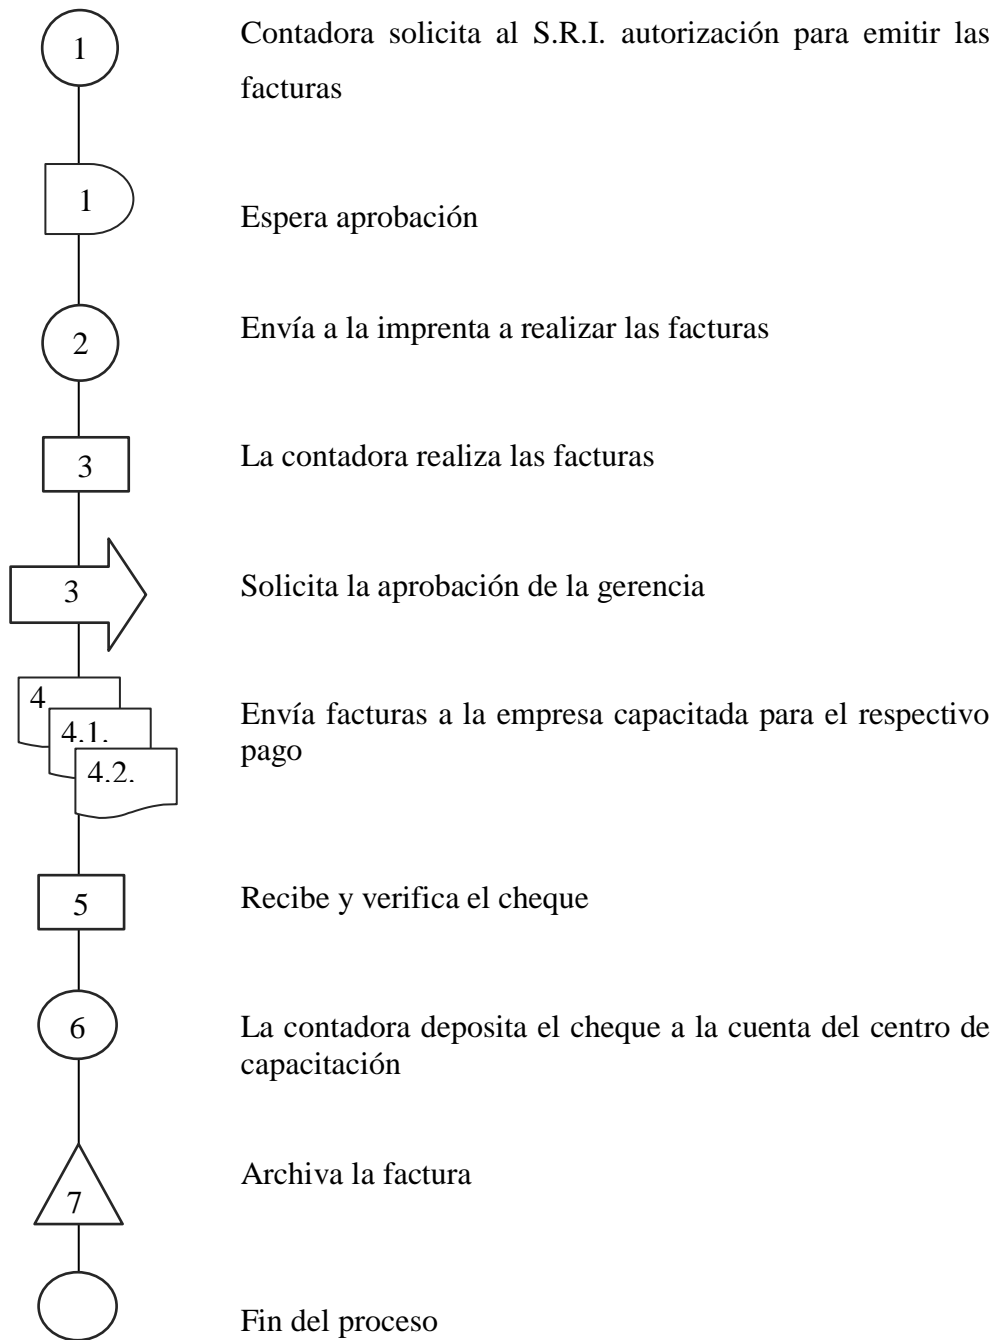 1
Contadora solicita al S.R.I. autorización para emitir las
facturas
1
Espera aprobación
2
Envía a la imprenta a realizar las facturas
3
La contadora realiza las facturas
3
Solicita la aprobación de la gerencia
4
4.1.
4.2.
Envía facturas a la empresa capacitada para el respectivo
pago
5
Recibe y verifica el cheque
6
La contadora deposita el cheque a la cuenta del centro de
capacitación
7
Archiva la factura
Fin del proceso